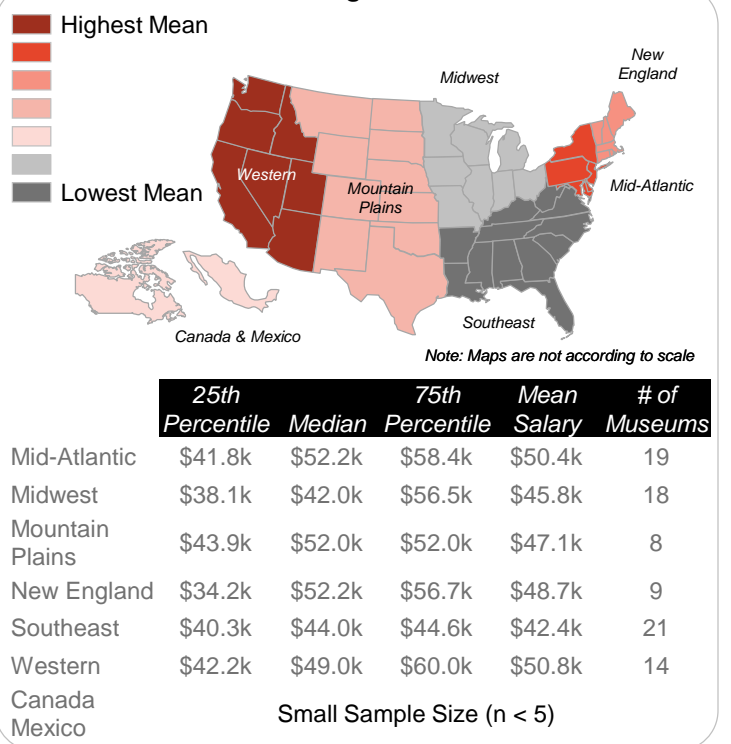 Highest Mean
New
England
Midwest
Western
Mountain
Plains
Mid-Atlantic
Lowest Mean
Southeast
Canada & Mexico
Note: Maps are not according to scale
25th Percentile Median 75th Percentile Mean Salary # of Museums
Mid-Atlantic $41.8k $52.2k $58.4k $50.4k 19
Midwest $38.1k $42.0k $56.5k $45.8k 18
Mountain Plains $43.9k $52.0k $52.0k $47.1k 8
New England $34.2k $52.2k $56.7k $48.7k 9
Southeast $40.3k $44.0k $44.6k $42.4k 21
Western $42.2k $49.0k $60.0k $50.8k 14
Canada Mexico Small Sample Size (n < 5)